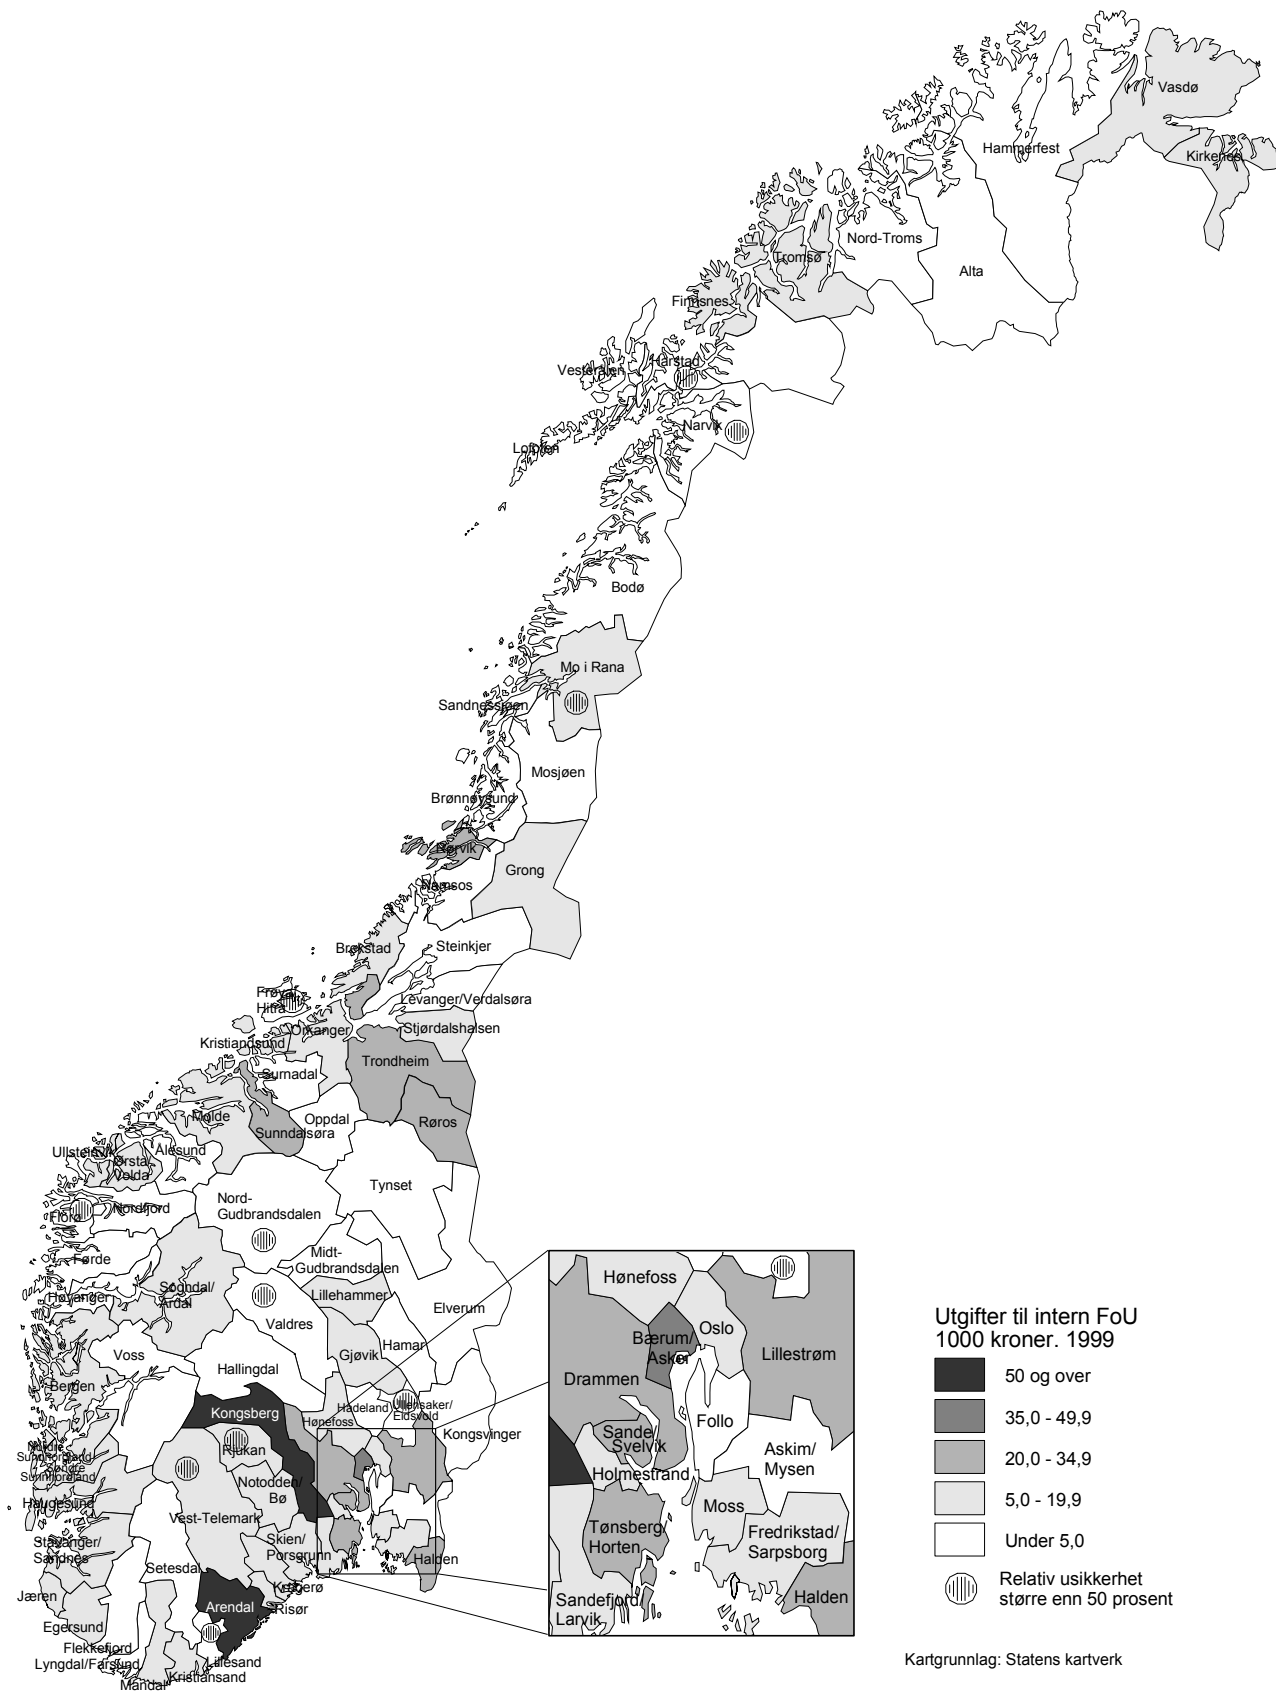 Vasdø
Hammerfest
Kirkenes
Nord-Troms
Tromsø
Alta
Finnsnes
Harstad
Vesterålen
Narvik
Lofoten
Bodø
Mo i Rana
Sandnessjøen
Mosjøen
Brønnøysund
Rørvik
Grong
Namsos
Brekstad
Steinkjer
Frøya/
Hitra
Levanger/Verdalsøra
Orkanger
Stjørdalshalsen
Kristiandsund
Trondheim
Surnadal
Molde
Oppdal
Røros
Sunndalsøra
Ålesund
Ullsteinvik
Ørsta/
Volda
Tynset
Nord-
Gudbrandsdalen
Nordfjord
Florø
Midt-
Gudbrandsdalen
Førde
Sogndal/
Årdal
Lillehammer
Høyanger
Elverum
Valdres
Hamar
Voss
Gjøvik
Hallingdal
Bergen
Hadeland
Ullensaker/
Eidsvold
Kongsberg
Hønefoss
Kongsvinger
Rjukan
Nordre
Sunnhordland
Søndre
Sunnhordland
Notodden/
Bø
Haugesund
Vest-Telemark
Skien/
Porsgrunn
Stavanger/
Sandnes
Halden
Setesdal
Kragerø
Jæren
Arendal
Risør
Egersund
Flekkefjord
Lyngdal/Farsund
Lillesand
Kristiansand
Mandal
Hønefoss
Oslo
Bærum/
Asker
Lillestrøm
Drammen
Follo
Sande/
Svelvik
Askim/
Mysen
Holmestrand
Moss
Tønsberg/
Horten
Fredrikstad/
Sarpsborg
Halden
Sandefjord/
Larvik
Utgifter til intern FoU
1000 kroner. 1999
50 og over
35,0 - 49,9
20,0 - 34,9
5,0 - 19,9
Under 5,0
Relativ usikkerhet
større enn 50 prosent
Kartgrunnlag: Statens kartverk